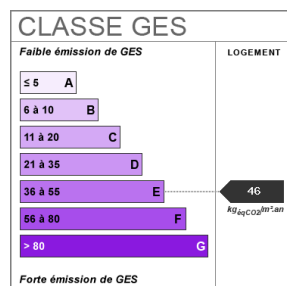 CLASSE GES
Faible émission de GES
LOGEMENT
≤ 5 A
6 à 10 B
11 à 20 C
21 à 35 D
36 à 55 E
46
kgéqCO2/m².an
56 à 80 F
> 80 G
Forte émission de GES